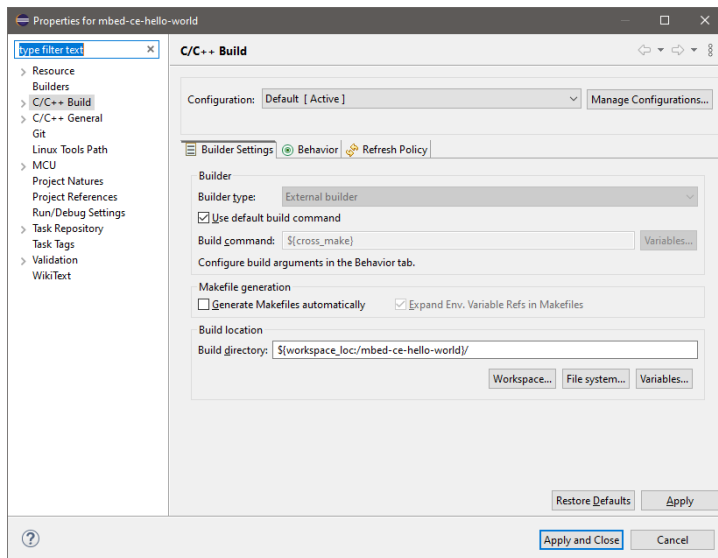 Properties for mbed-ce-hello-world
type filter text
C/C++ Build
Resource
Builders
C/C++ Build
C/C++ General
Git
Linux Tools Path
MCU
Project Natures
Project References
Run/Debug Settings
Task Repository
Task Tags
Validation
WikiText
Configuration: Default [ Active ] Manage Configurations...
Builder Settings Behavior Refresh Policy
Builder
Builder type: External builder
Use default build command
Build command: ${cross_make} Variables...
Configure build arguments in the Behavior tab.
Makefile generation
Generate Makefiles automatically Expand Env. Variable Refs in Makefiles
Build location
Build directory: ${workspace_loc:/mbed-ce-hello-world}/
Workspace... File system... Variables...
Restore Defaults Apply
Apply and Close Cancel